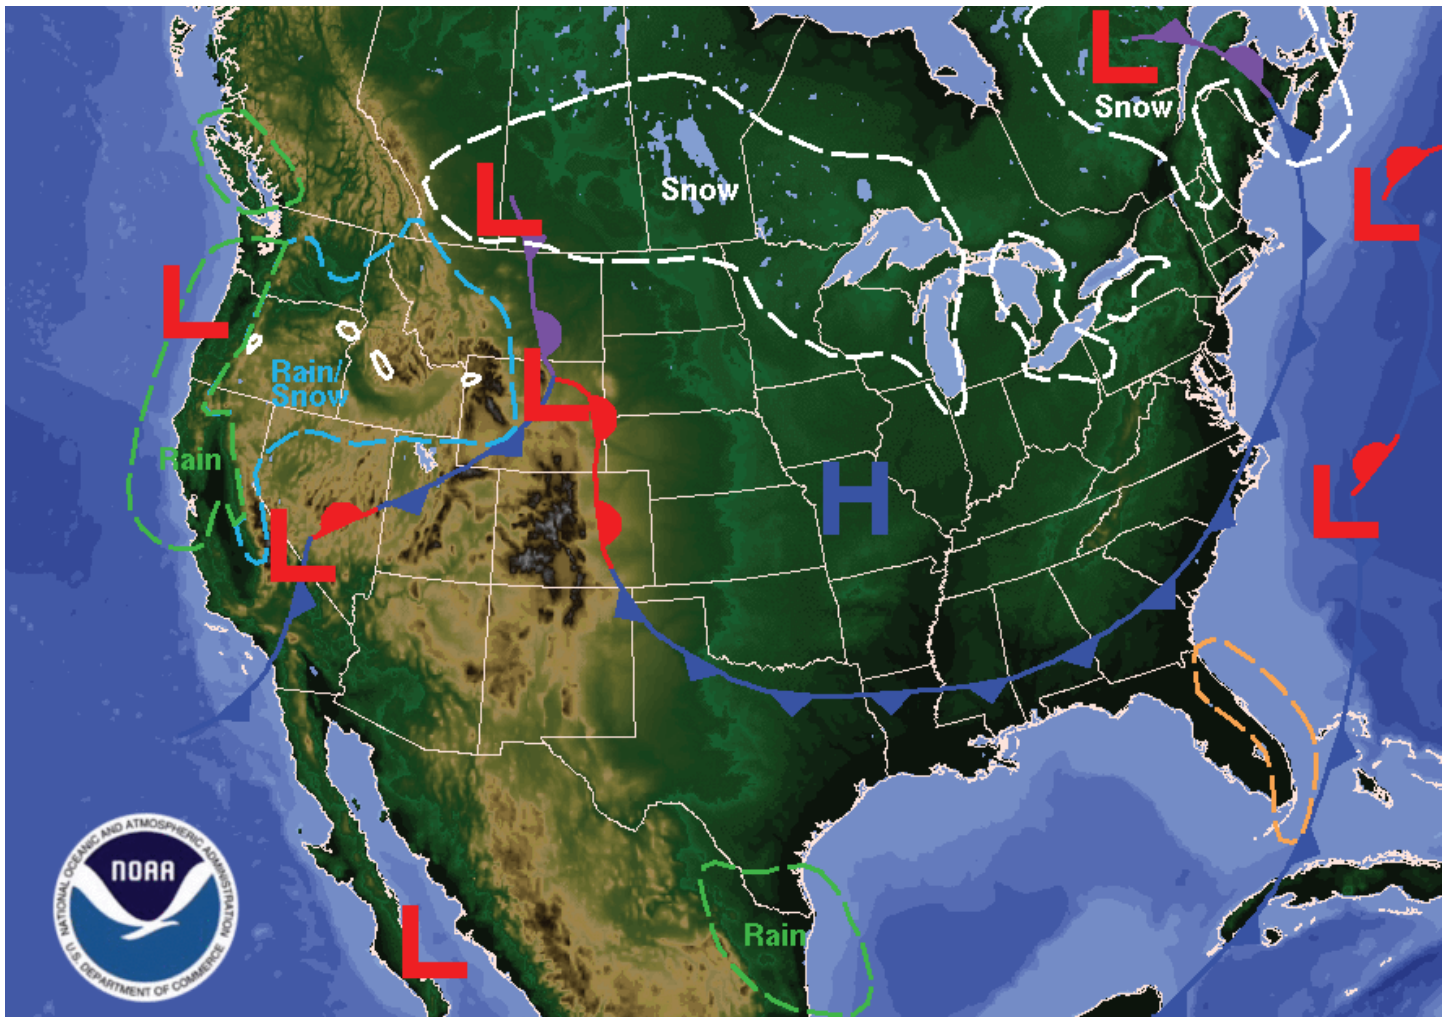 L
Snow
L
Snow
L
L
L
Rain/
Snow
Rain
H
L
L
NATIONAL OCEANIC AND ATMOSPHERIC ADMINISTRATION
NOAA
U.S. DEPARTMENT OF COMMERCE
L
Rain